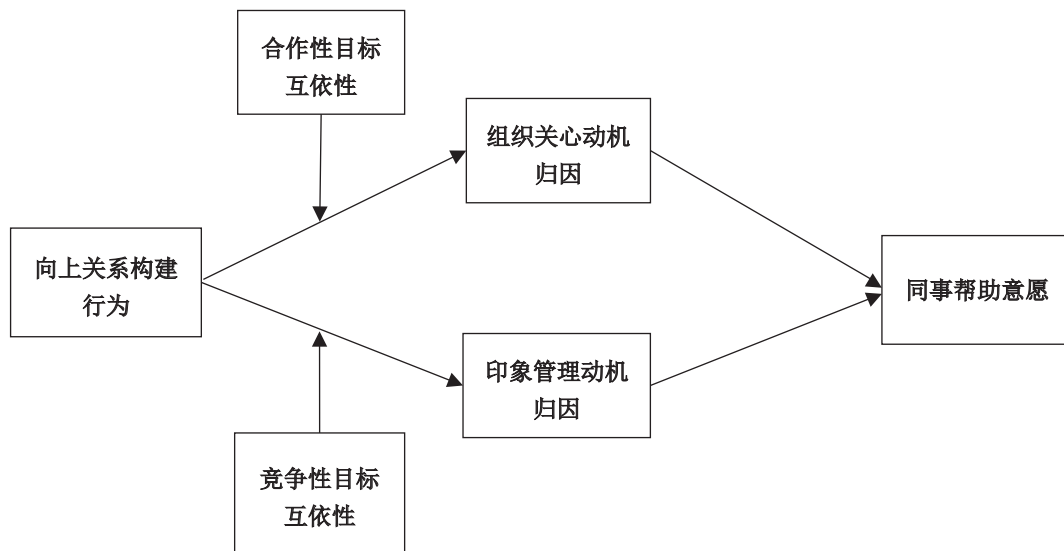 合作性目标
互依性
组织关心动机
归因
向上关系构建
行为
同事帮助意愿
印象管理动机
归因
竞争性目标
互依性